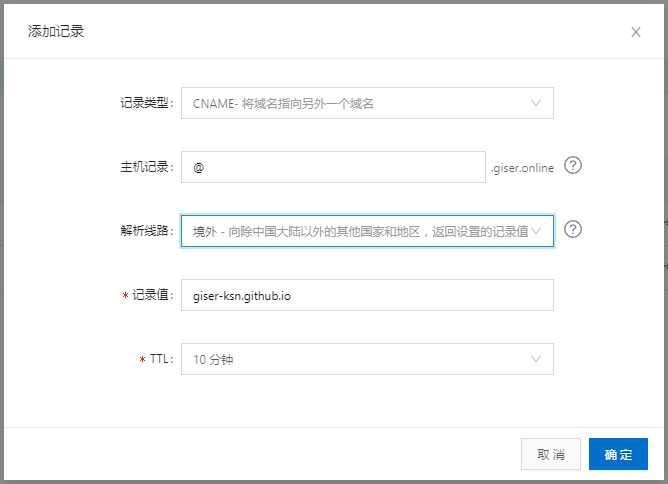 添加记录
记录类型: CNAME- 将域名指向另外一个域名
主机记录: @ .giser.online ?
解析线路: 境外 - 向除中国大陆以外的其他国家和地区，返回设置的记录值 ?
* 记录值: giser-ksn.github.io
* TTL: 10 分钟
取消 确定